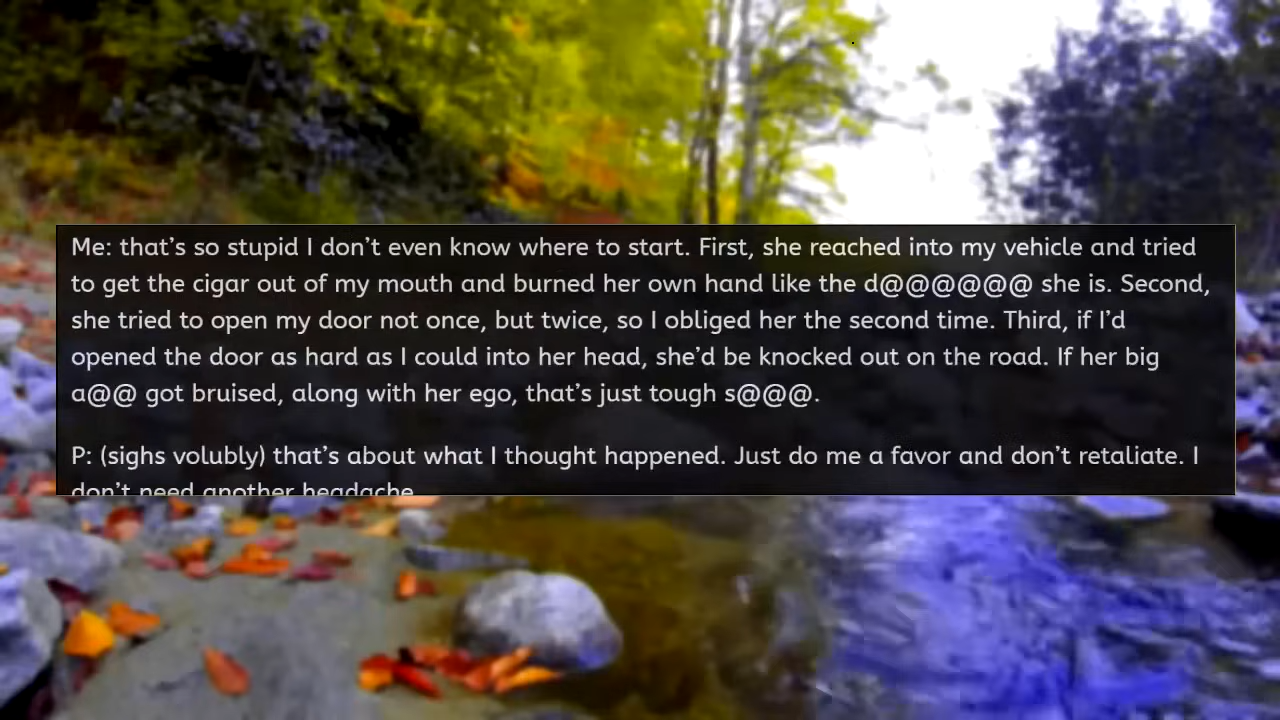 Me: that's so stupid I don't even know where to start. First, she reached into my vehicle and tried
to get the cigar out of my mouth and burned her own hand like the d@@@@@@ she is. Second,
she tried to open my door not once, but twice, so I obliged her the second time. Third, if I'd
opened the door as hard as I could into her head, she'd be knocked out on the road. If her big
a@@ got bruised, along with her ego, that's just tough s@@@.
P: (sighs volubly) that's about what I thought happened. Just do me a favor and don't retaliate. I
don't need another headache